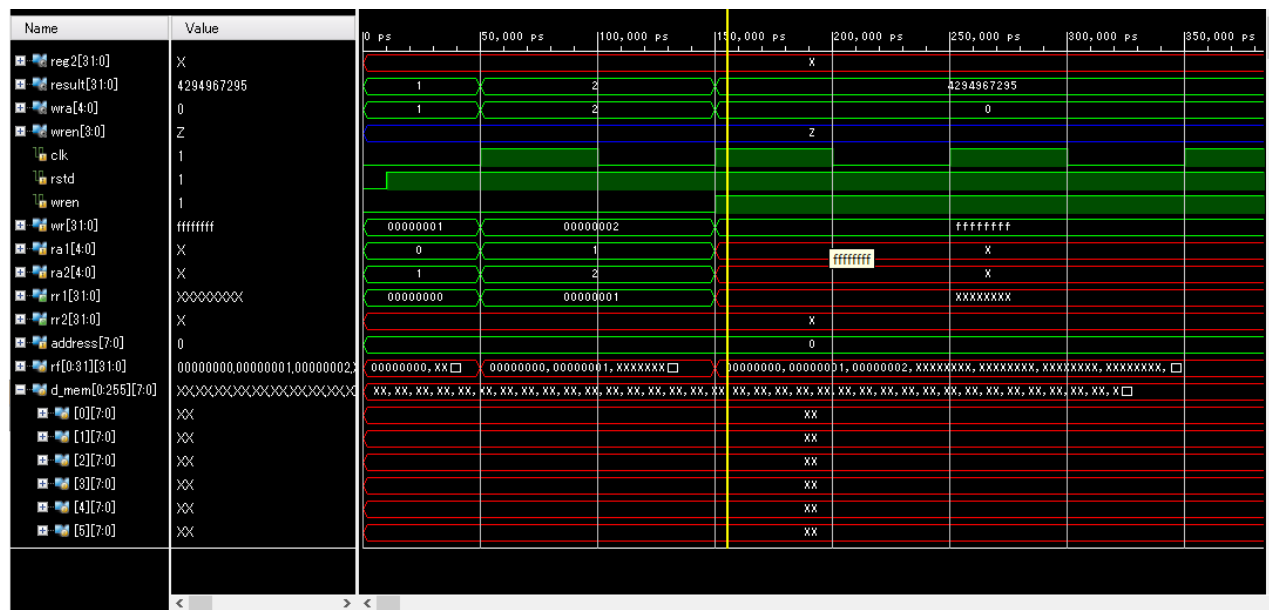 Name Value 0 ps 50,000 ps 100,000 ps 150,000 ps 200,000 ps 250,000 ps 300,000 ps 350,000 ps
reg2[31:0] X X
result[31:0] 4294967295 1 2 4294967295
wra[4:0] 0 1 2 0
wren[3:0] Z Z
clk 1
rstd 1
wren 1
wr[31:0] ffffffff 00000001 00000002 ffffffff
ra1[4:0] X 0 1 X
ffffffff
ra2[4:0] X 1 2 X
rr1[31:0] XXXXXXXX 00000000 00000001 XXXXXXXX
rr2[31:0] X X
address[7:0] 0 0
rf[0:31][31:0] 00000000,00000001,00000002, 00000000, XX 00000000, 00000001, XXXXXXX 00000000, 00000001, 00000002, XXXXXXXX, XXXXXXXX, XXXXXXXX, XXXXXXXX, XXXXXXXX,
d_mem[0:255][7:0] XX,XX,XX,XX,XX,XX,XX,XX,XX XX, XX, XX, XX, XX, XX, XX, XX, XX, XX, XX, XX, XX, XX, XX, XX, XX, XX, XX, XX, XX, XX, XX, XX, XX, XX, XX, XX, XX, XX, XX, X
[0][7:0] XX XX
[1][7:0] XX XX
[2][7:0] XX XX
[3][7:0] XX XX
[4][7:0] XX XX
[5][7:0] XX XX